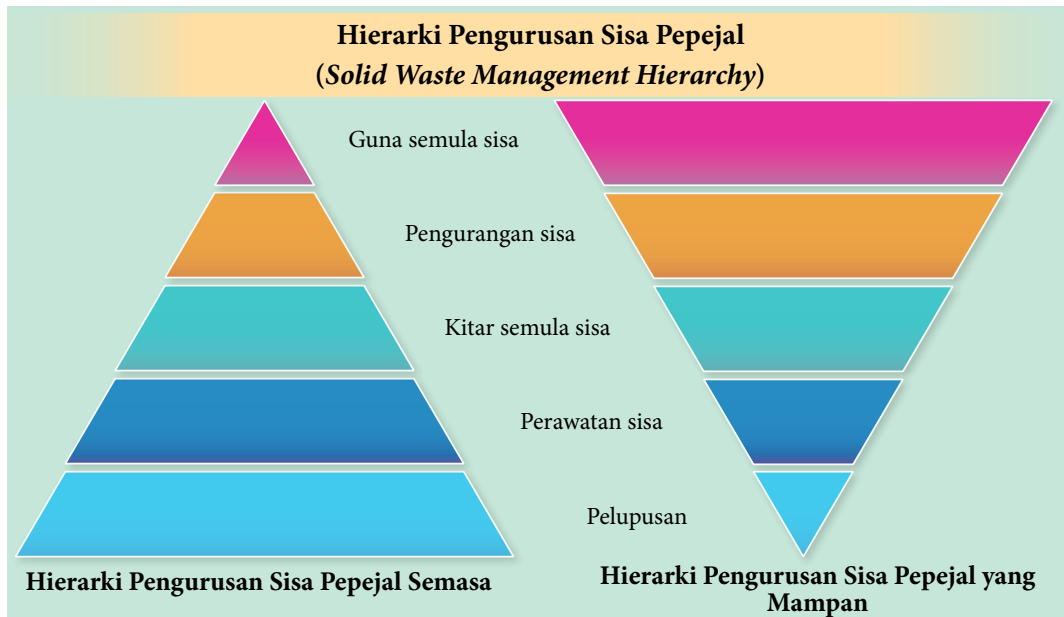 Hierarki Pengurusan Sisa Pepejal
(Solid Waste Management Hierarchy)
Guna semula sisa
Pengurangan sisa
Kitar semula sisa
Perawatan sisa
Pelupusan
Hierarki Pengurusan Sisa Pepejal Semasa
Hierarki Pengurusan Sisa Pepejal yang
Mampan